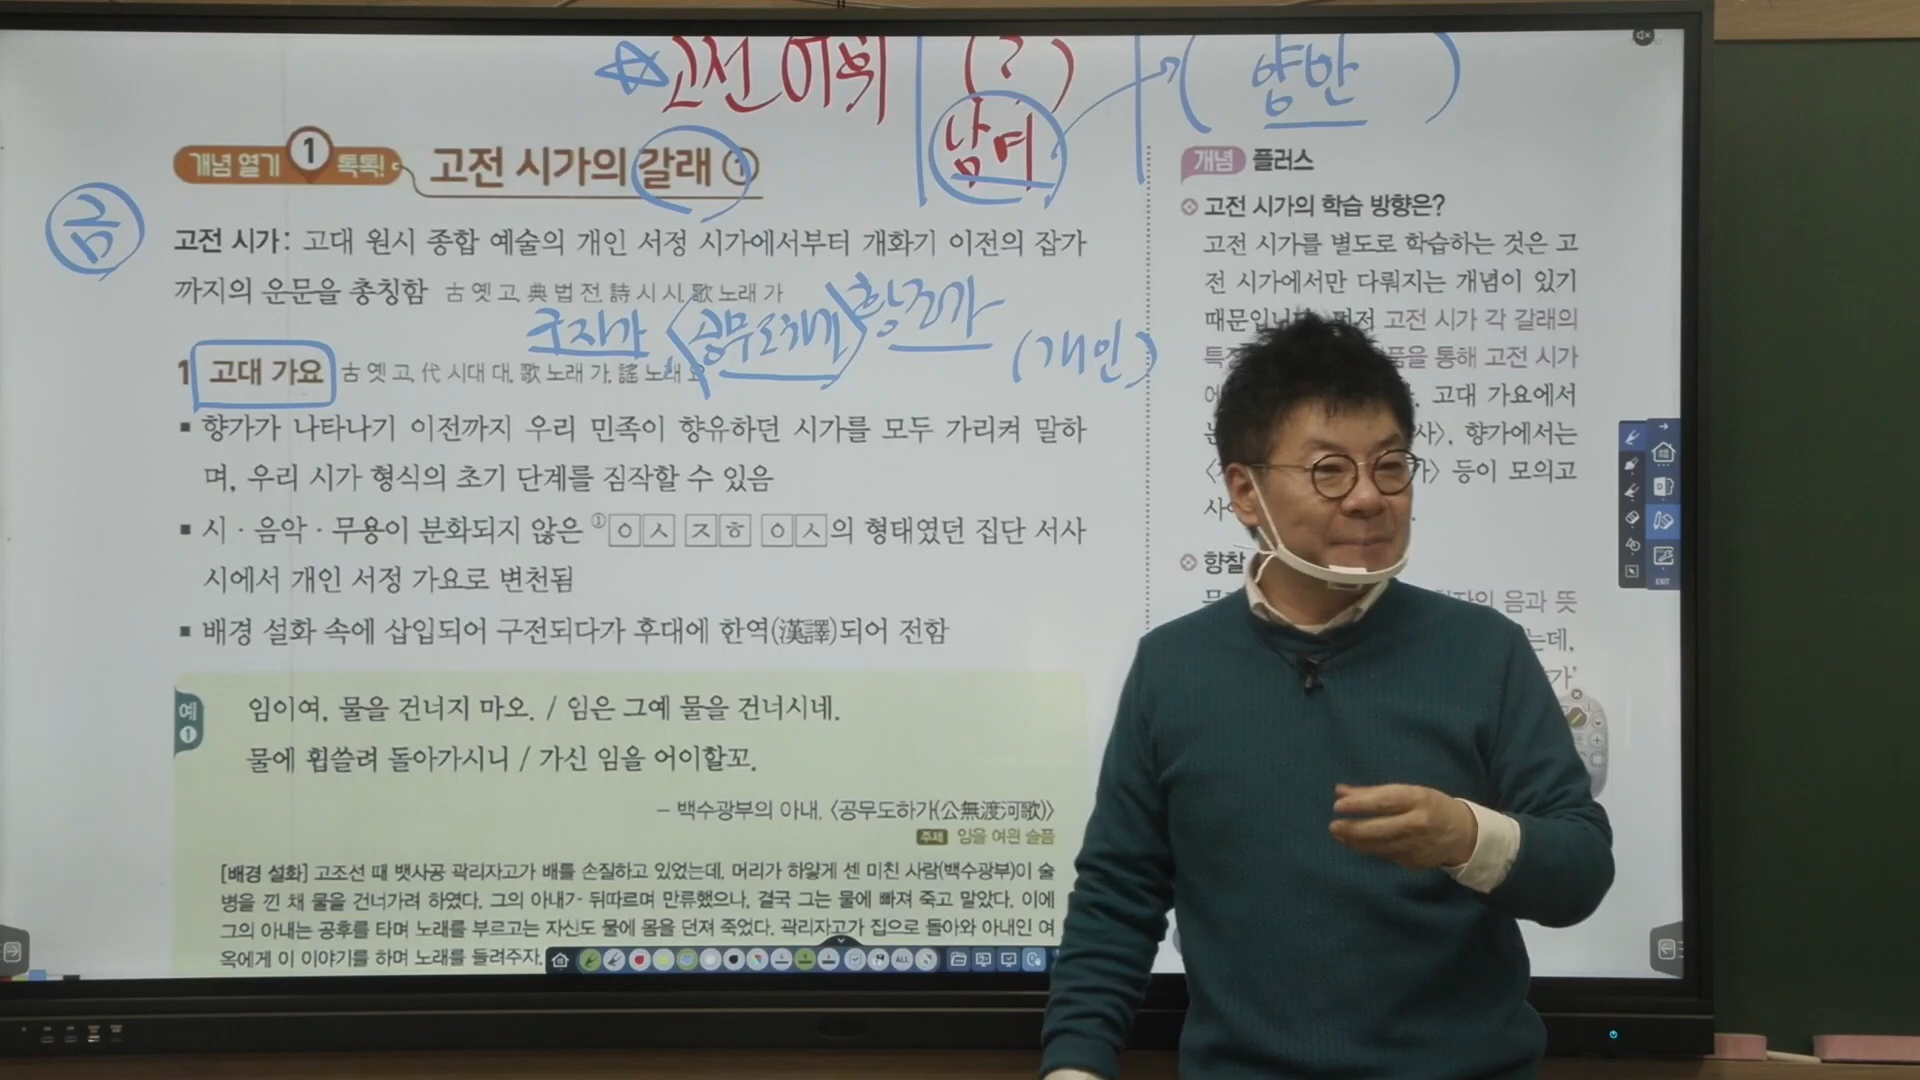 ☆고전 어휘 (?) (양반)
남녀
개념 열기 1 톡톡! 고전 시가의 갈래 ①
금
고전 시가: 고대 원시 종합 예술의 개인 서정 시가에서부터 개화기 이전의 잡가
까지의 운문을 총칭함 古 옛 고, 典 법 전, 詩 시 시, 歌 노래 가
구지가 〈공무도하가〉 황조가 (개인)
1 고대 가요 古 옛 고, 代 시대 대, 歌 노래 가, 謠 노래 요
▪ 향가가 나타나기 이전까지 우리 민족이 향유하던 시가를 모두 가리켜 말하
며, 우리 시가 형식의 초기 단계를 짐작할 수 있음
▪ 시·음악·무용이 분화되지 않은 ①ㅇㅅ ㅈㅎ ㅇㅅ의 형태였던 집단 서사
시에서 개인 서정 가요로 변천됨
▪ 배경 설화 속에 삽입되어 구전되다가 후대에 한역(漢譯)되어 전함
예 1
임이여, 물을 건너지 마오. / 임은 그예 물을 건너시네.
물에 휩쓸려 돌아가시니 / 가신 임을 어이할꼬.
– 백수광부의 아내, 〈공무도하가(公無渡河歌)〉
주제 임을 여읜 슬픔
[배경 설화] 고조선 때 뱃사공 곽리자고가 배를 손질하고 있었는데, 머리가 하얗게 센 미친 사람(백수광부)이 술
병을 낀 채 물을 건너가려 하였다. 그의 아내가 뒤따르며 만류했으나, 결국 그는 물에 빠져 죽고 말았다. 이에
그의 아내는 공후를 타며 노래를 부르고는 자신도 물에 몸을 던져 죽었다. 곽리자고가 집으로 돌아와 아내인 여
옥에게 이 이야기를 하며 노래를 들려주자,
ALL
개념 플러스
고전 시가의 학습 방향은?
고전 시가를 별도로 학습하는 것은 고
전 시가에서만 다뤄지는 개념이 있기
때문입니다. 먼저 고전 시가 각 갈래의
품을 통해 고전 시가
고대 가요에서
사〉, 향가에서는
가〉 등이 모의고
향찰
한자의 음과 뜻
는데,
가'
EXIT